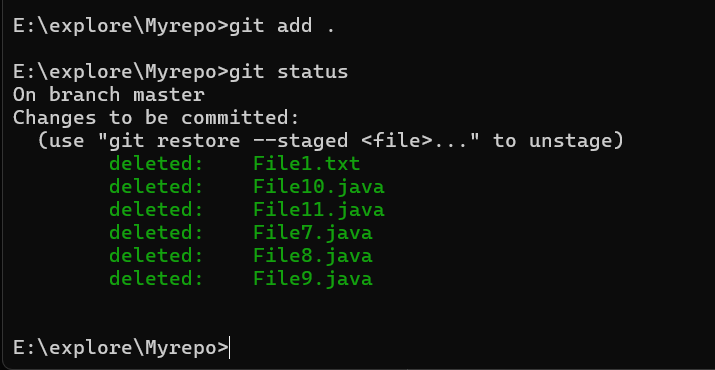 E:\explore\Myrepo>git add .
E:\explore\Myrepo>git status
On branch master
Changes to be committed:
  (use "git restore --staged <file>..." to unstage)
        deleted:    File1.txt
        deleted:    File10.java
        deleted:    File11.java
        deleted:    File7.java
        deleted:    File8.java
        deleted:    File9.java
E:\explore\Myrepo>